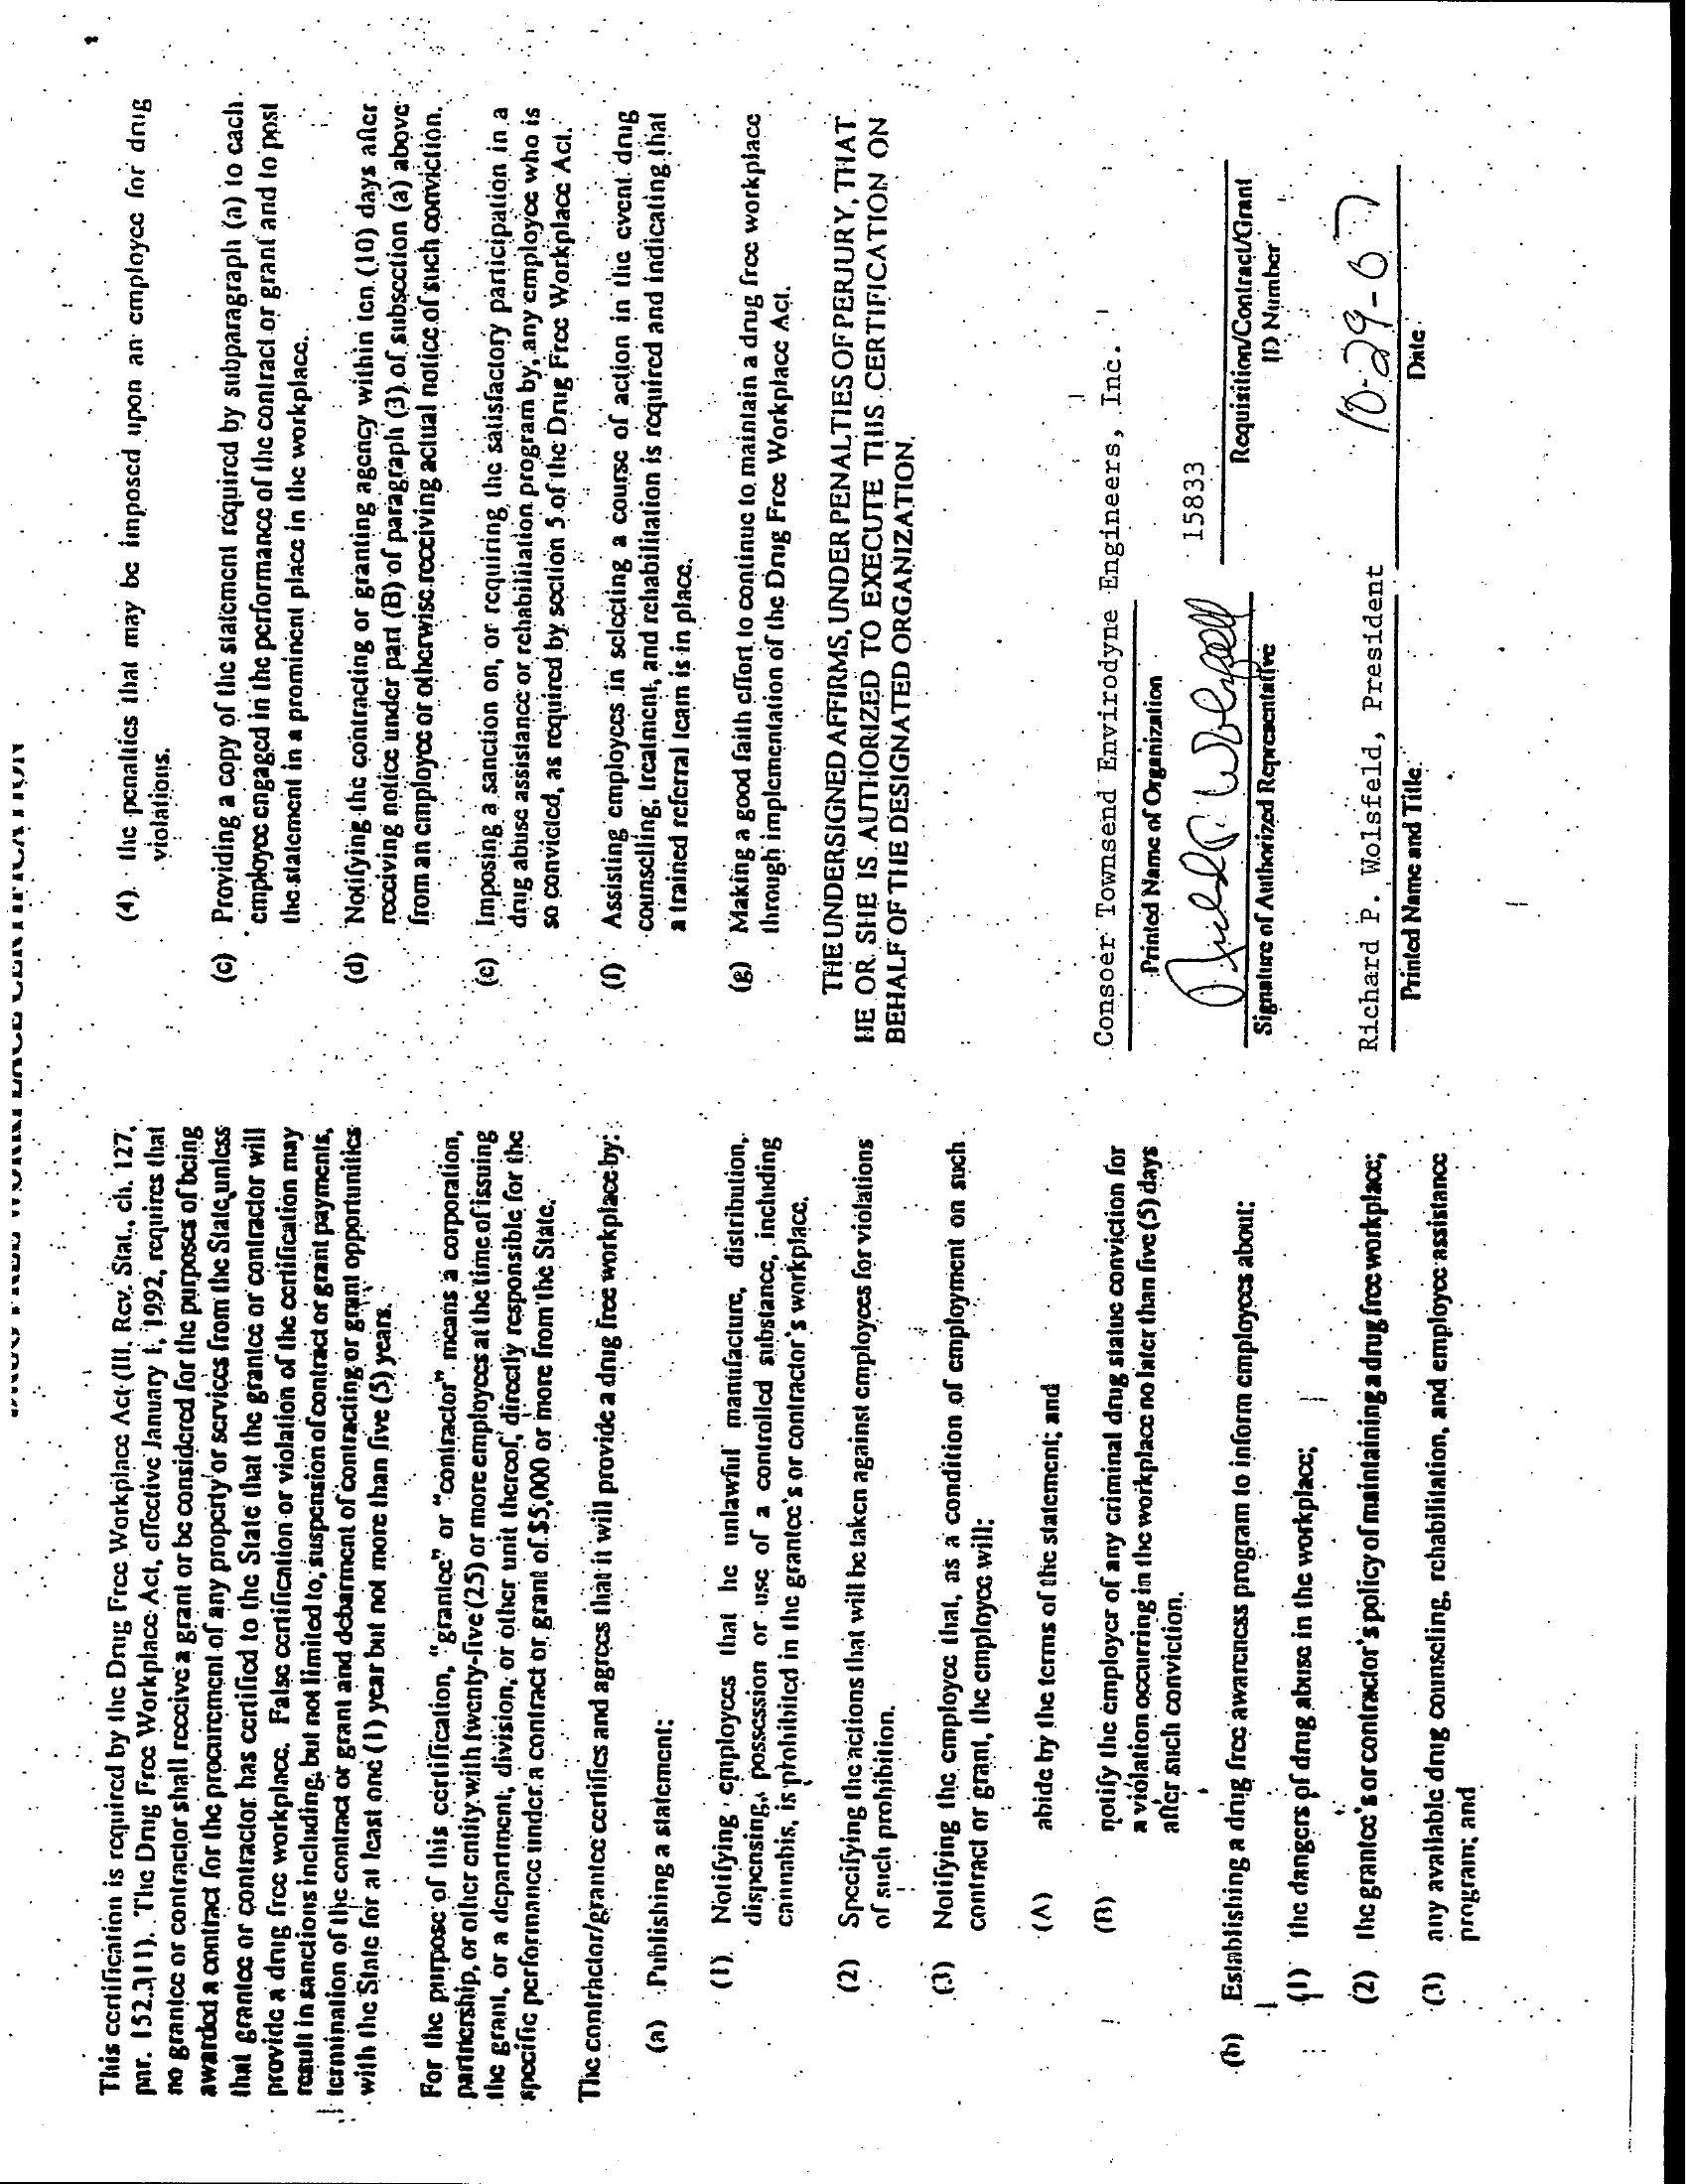 DRUG FREE WORKPLACE CERTIFICATION
This certification is required by the Drug Free Workplace Act (Ill. Rev. Stat., ch. 127,
par. 152.311). The Drug Free Workplace Act, effective January 1, 1992, requires that
no grantee or contractor shall receive a grant or be considered for the purposes of being
awarded a contract for the procurement of any property or services from the State unless
that grantee or contractor has certified to the State that the grantee or contractor will
provide a drug free workplace. False certification or violation of the certification may
result in sanctions including, but not limited to, suspension of contract or grant payments,
termination of the contract or grant and debarment of contracting or grant opportunities
with the State for at least one (1) year but not more than five (5) years.
For the purpose of this certification, "grantee" or "contractor" means a corporation,
partnership, or other entity with twenty-five (25) or more employees at the time of issuing
the grant, or a department, division, or other unit thereof, directly responsible for the
specific performance under a contract or grant of $5,000 or more from the State.
The contractor/grantee certifies and agrees that it will provide a drug free workplace by:
(a) Publishing a statement:
(1) Notifying employees that he unlawful manufacture, distribution,
dispensing, possession or use of a controlled substance, including
cannabis, is prohibited in the grantee's or contractor's workplace.
(2) Specifying the actions that will be taken against employees for violations
of such prohibition.
(3) Notifying the employee that, as a condition of employment on such
contract or grant, the employee will:
(A) abide by the terms of the statement; and
(B) notify the employer of any criminal drug statue conviction for
a violation occurring in the workplace no later than five (5) days
after such conviction.
(b) Establishing a drug free awareness program to inform employees about:
(1) the dangers of drug abuse in the workplace;
(2) the grantee's or contractor's policy of maintaining a drug free workplace;
(3) any available drug counseling, rehabilitation, and employee assistance
program; and
(4) the penalties that may be imposed upon an employee for drug
violations.
(c) Providing a copy of the statement required by subparagraph (a) to each
employee engaged in the performance of the contract or grant and to post
the statement in a prominent place in the workplace.
(d) Notifying the contracting or granting agency within ten (10) days after
receiving notice under part (B) of paragraph (3) of subsection (a) above
from an employee or otherwise receiving actual notice of such conviction.
(e) Imposing a sanction on, or requiring the satisfactory participation in a
drug abuse assistance or rehabilitation program by, any employee who is
so convicted, as required by section 5 of the Drug Free Workplace Act.
(f) Assisting employees in selecting a course of action in the event drug
counseling, treatment, and rehabilitation is required and indicating that
a trained referral team is in place.
(g) Making a good faith effort to continue to maintain a drug free workplace
through implementation of the Drug Free Workplace Act.
THE UNDERSIGNED AFFIRMS, UNDER PENALTIES OF PERJURY, THAT
HE OR SHE IS AUTHORIZED TO EXECUTE THIS CERTIFICATION ON
BEHALF OF THE DESIGNATED ORGANIZATION.
Consoer Townsend Envirodyne Engineers, Inc.
Printed Name of Organization
Richard P. Wolsfeld 15833
Signature of Authorized Representative Requisition/Contract/Grant
ID Number
Richard P. Wolsfeld, President 10-29-07
Printed Name and Title Date